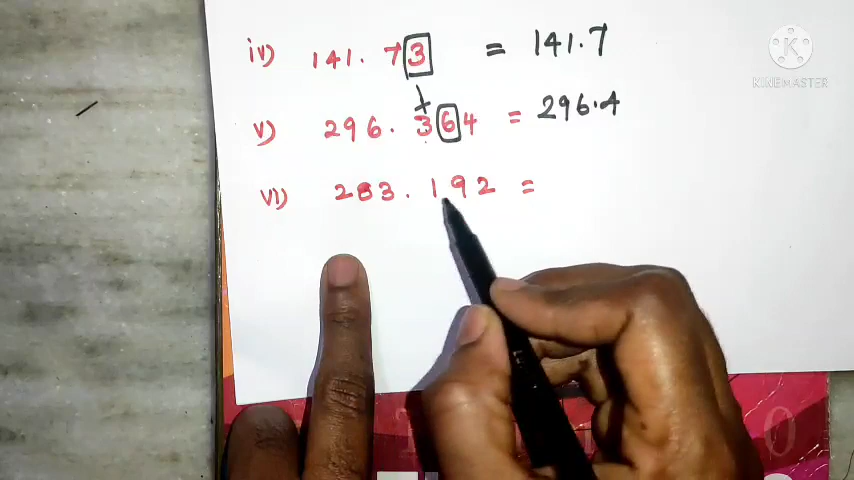 iv) 141.73 = 141.7
KINEMASTER
v) 296.364 = 296.4
vi) 283.192 =